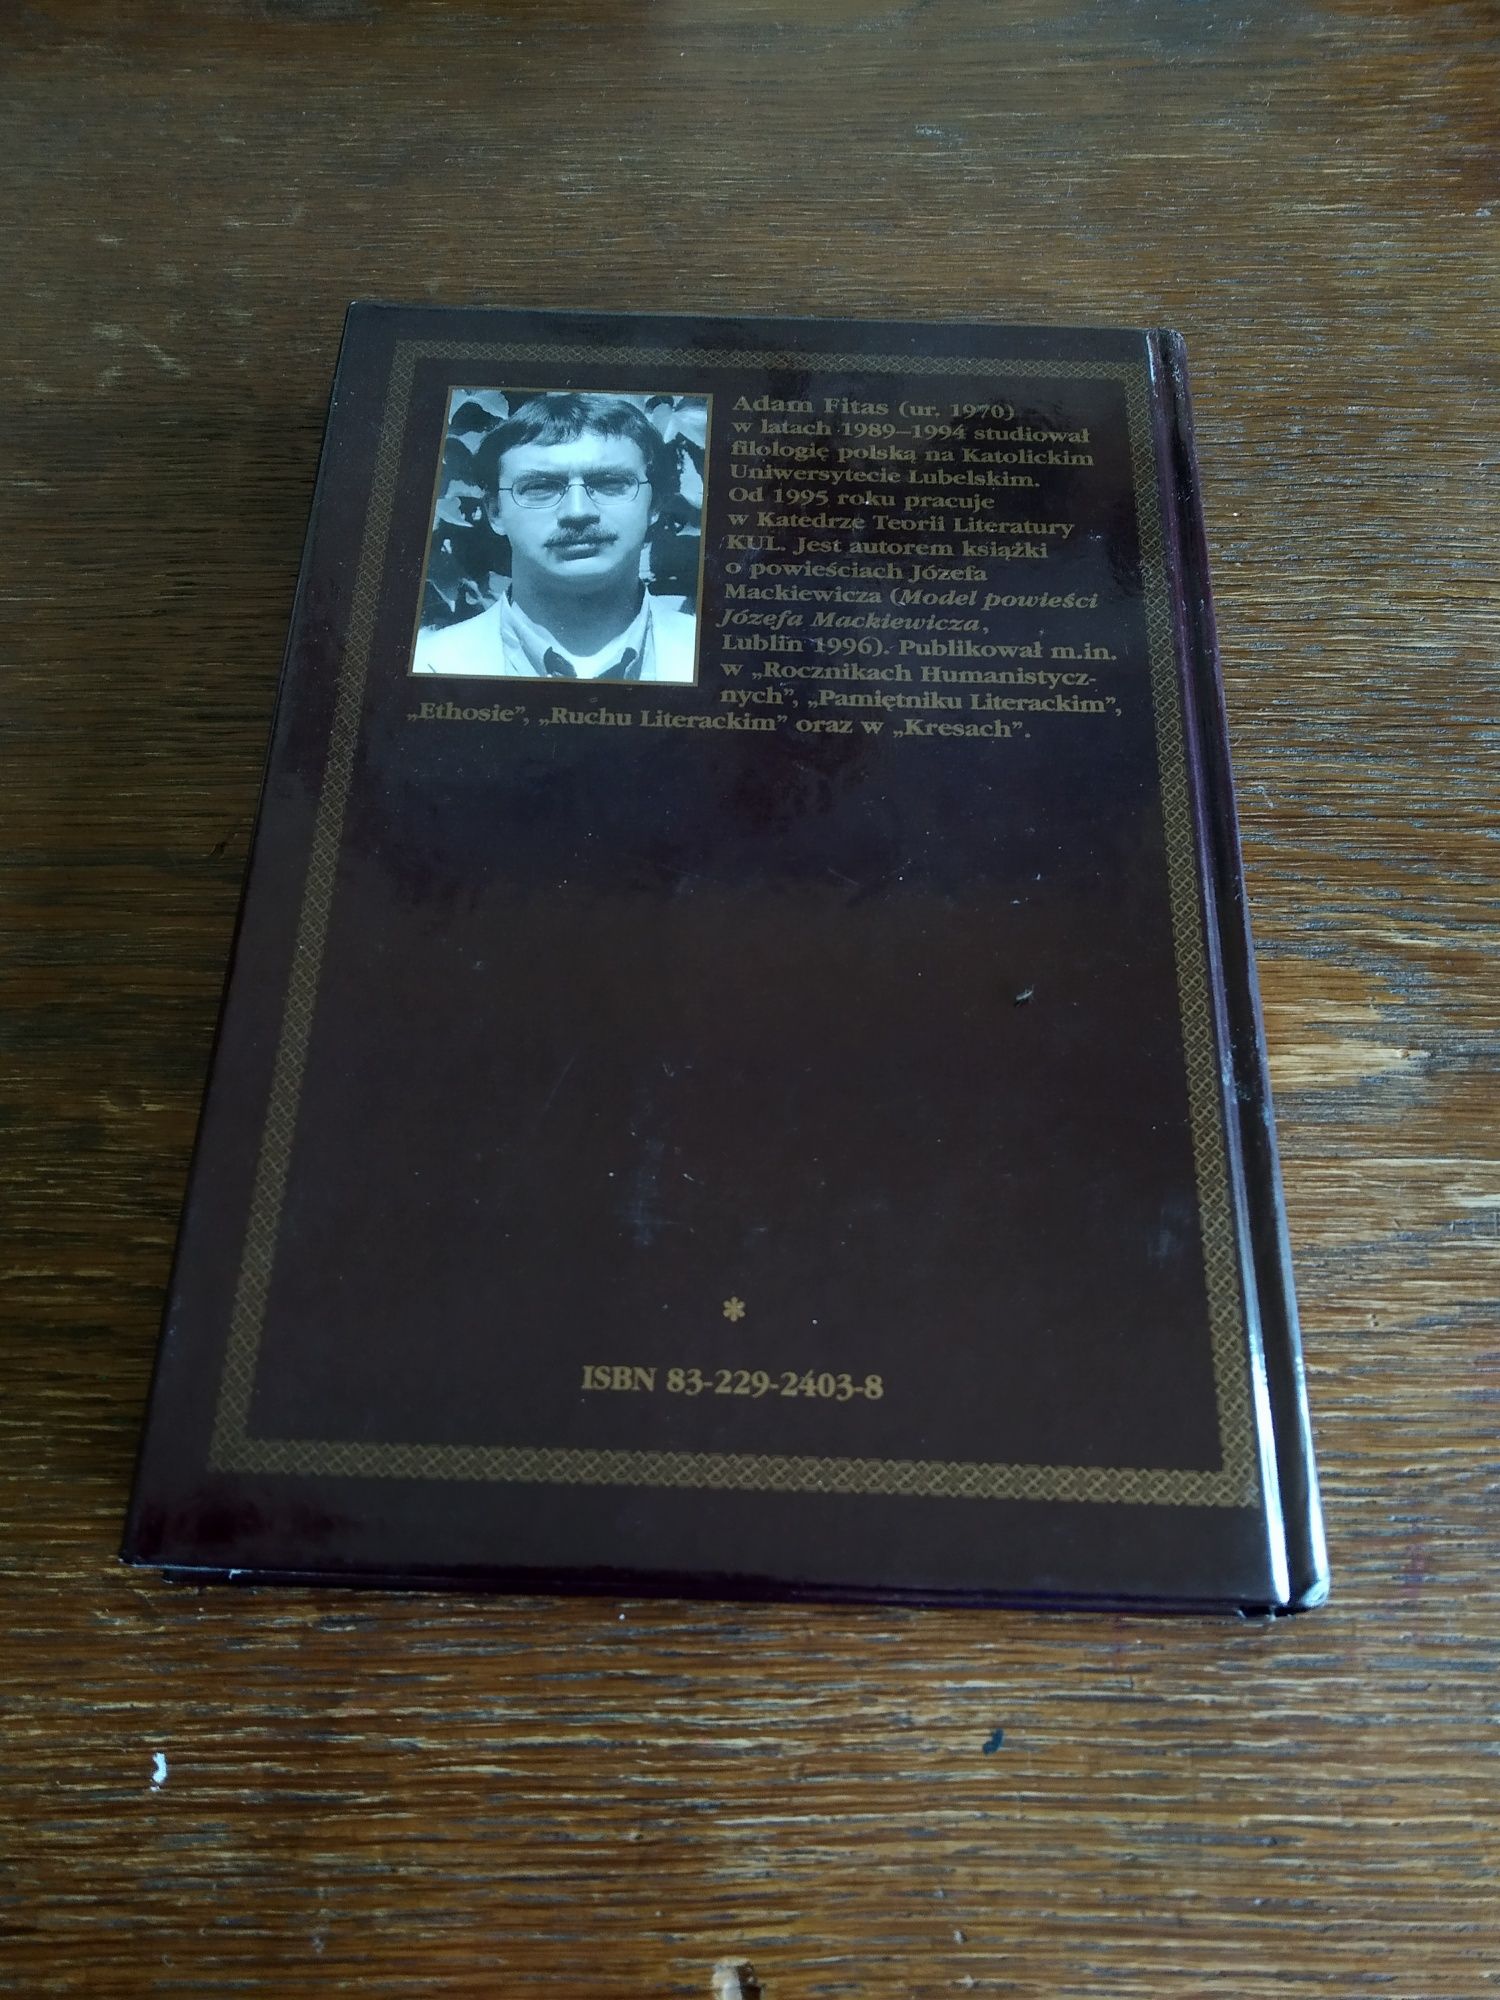 Adam Fitas (ur. 1970)
w latach 1989–1994 studiował
filologię polską na Katolickim
Uniwersytecie Lubelskim.
Od 1995 roku pracuje
w Katedrze Teorii Literatury
KUL. Jest autorem książki
o powieściach Józefa
Mackiewicza (Model powieści
Józefa Mackiewicza,
Lublin 1996). Publikował m.in.
w „Rocznikach Humanistycz-
nych”, „Pamiętniku Literackim”,
„Ethosie”, „Ruchu Literackim” oraz w „Kresach”.
*
ISBN 83-229-2403-8